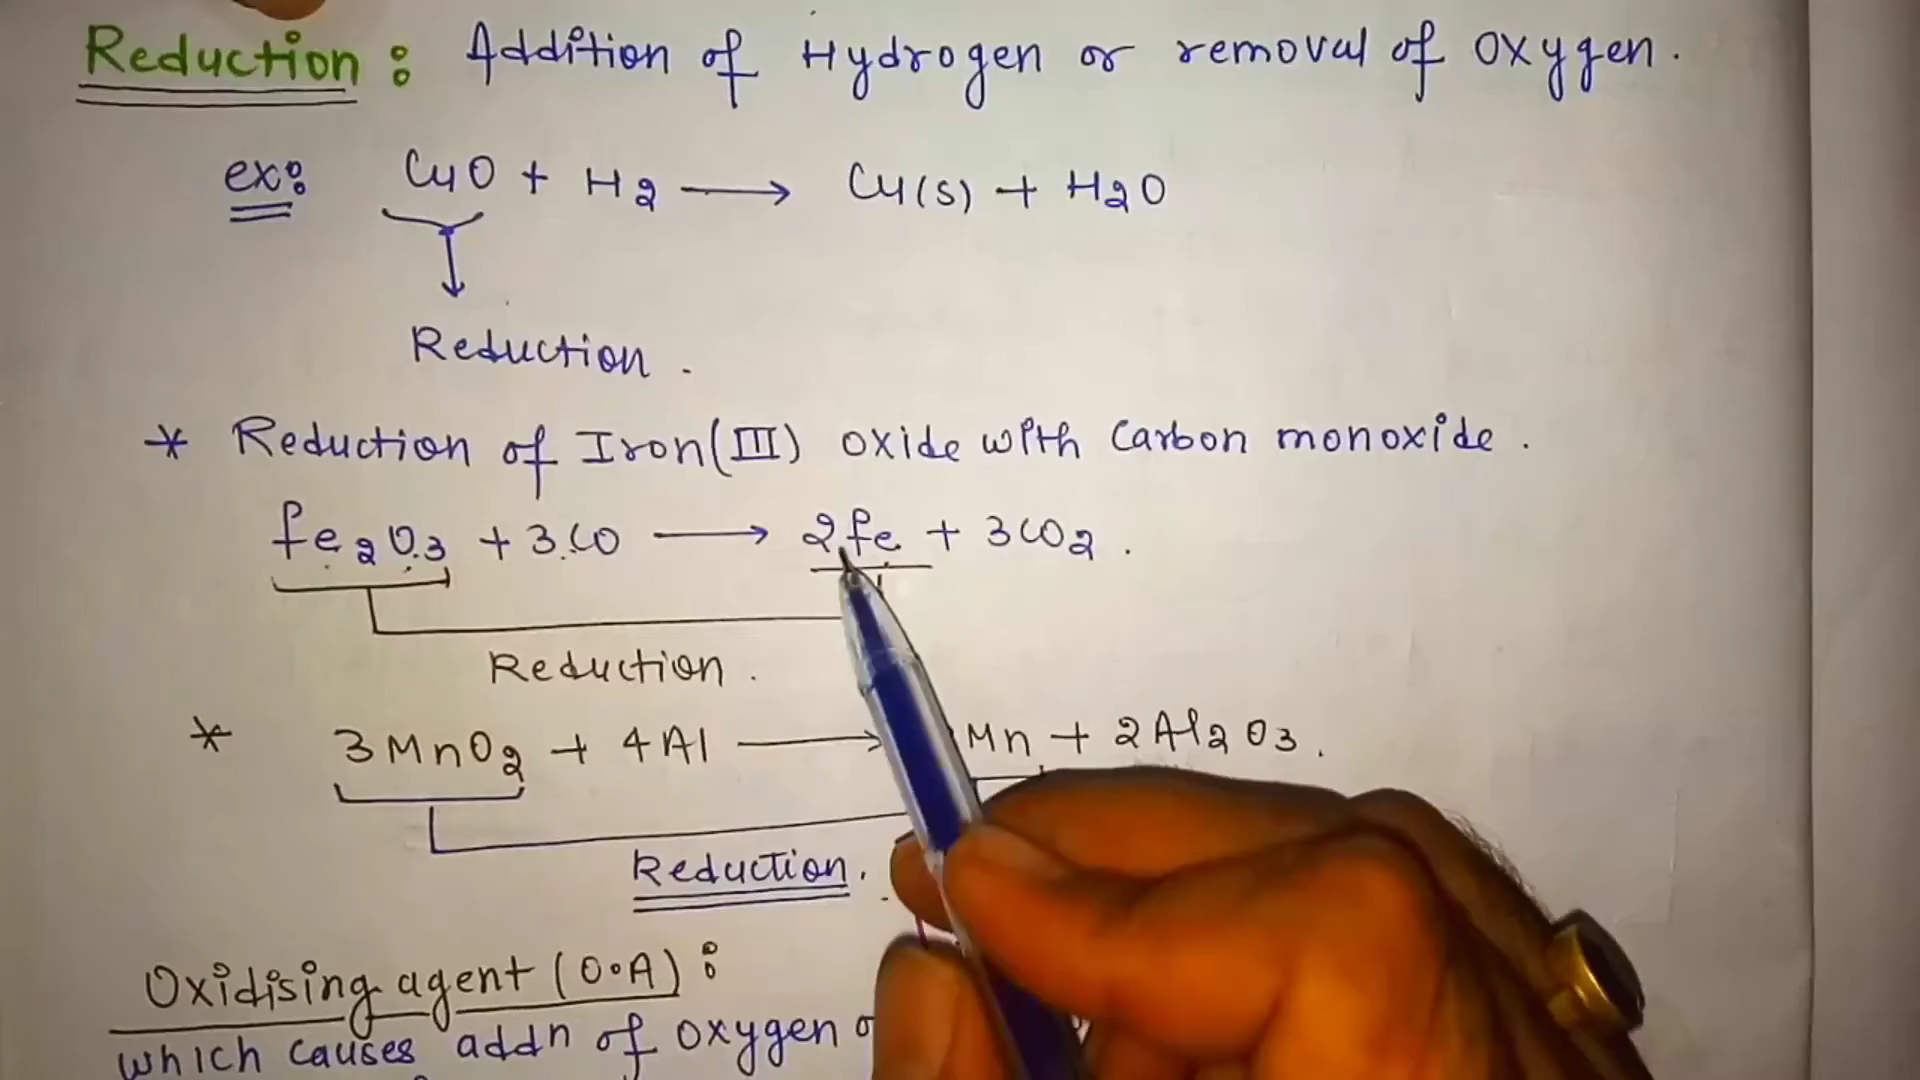 Reduction : Addition of Hydrogen or removal of oxygen.
ex: CuO + H2 ⟶ Cu(s) + H2O
Reduction.
* Reduction of Iron(III) oxide with Carbon monoxide.
Fe2O3 + 3CO ⟶ 2Fe + 3CO2.
Reduction.
* 3MnO2 + 4Al ⟶ Mn + 2Al2O3.
Reduction.
Oxidising agent (O.A) :
which causes addn of oxygen